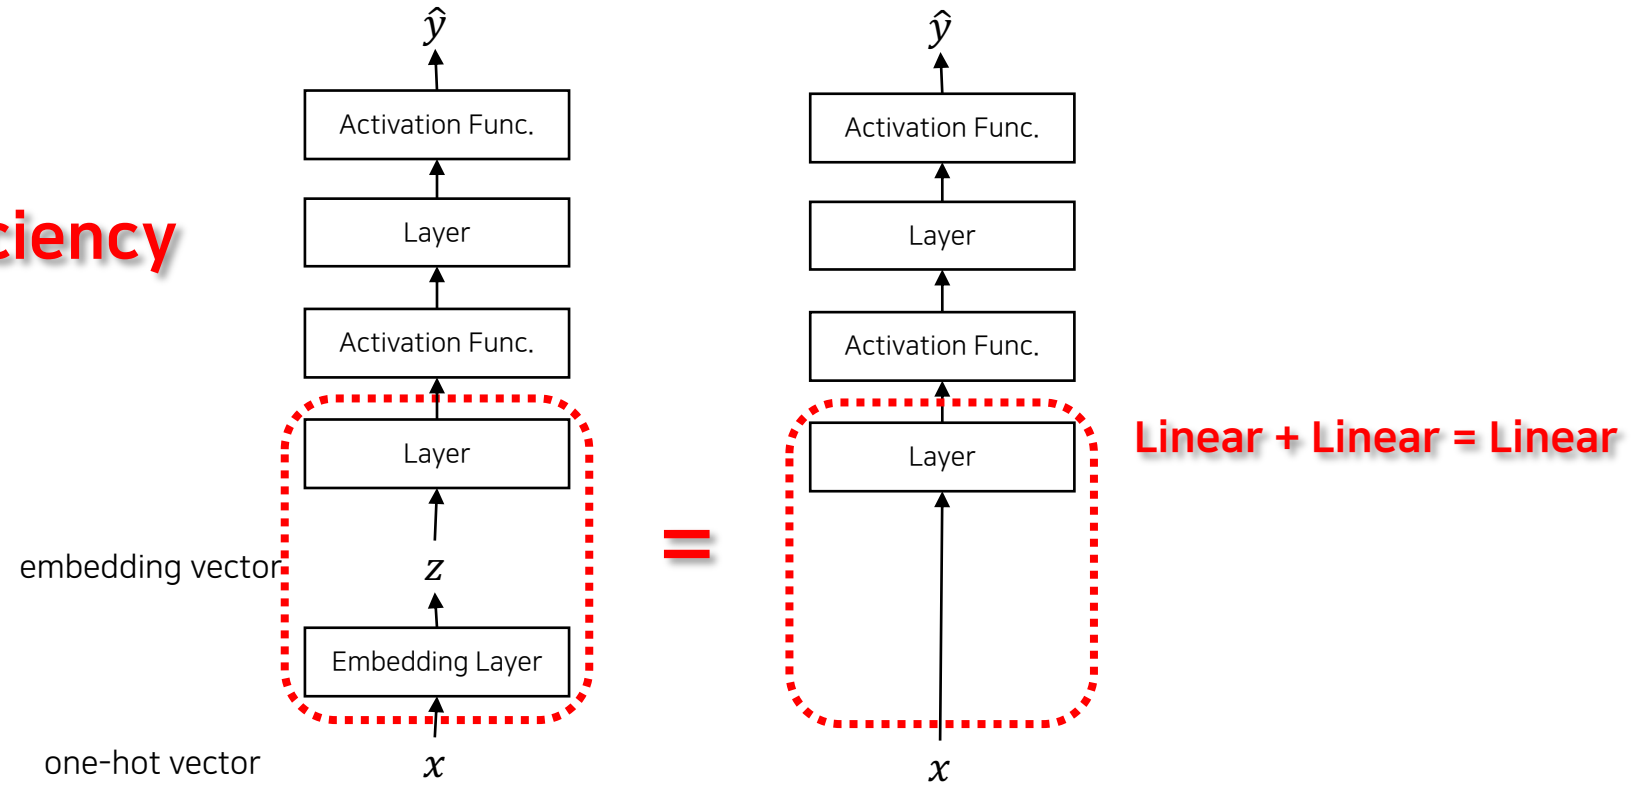 ŷ
Activation Func.
Layer
Activation Func.
Layer
embedding vector
z
Embedding Layer
one-hot vector
x
=
ŷ
Activation Func.
Layer
Activation Func.
Layer
x
Linear + Linear = Linear